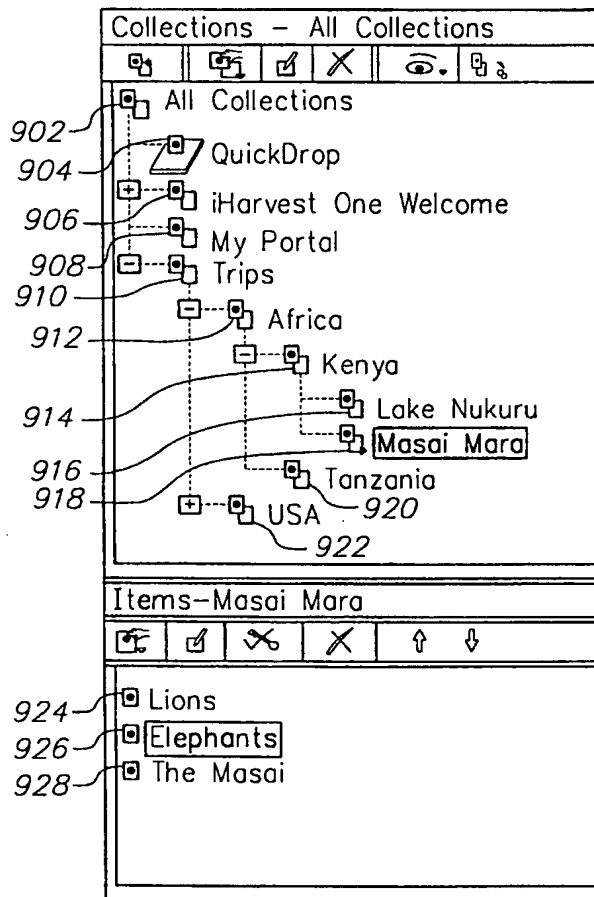 Collections - All Collections
All Collections
902
904
QuickDrop
906
iHarvest One Welcome
908
My Portal
910
Trips
912
Africa
914
Kenya
916
Lake Nukuru
918
Masai Mara
Tanzania
920
USA
922
Items-Masai Mara
924
Lions
926
Elephants
928
The Masai